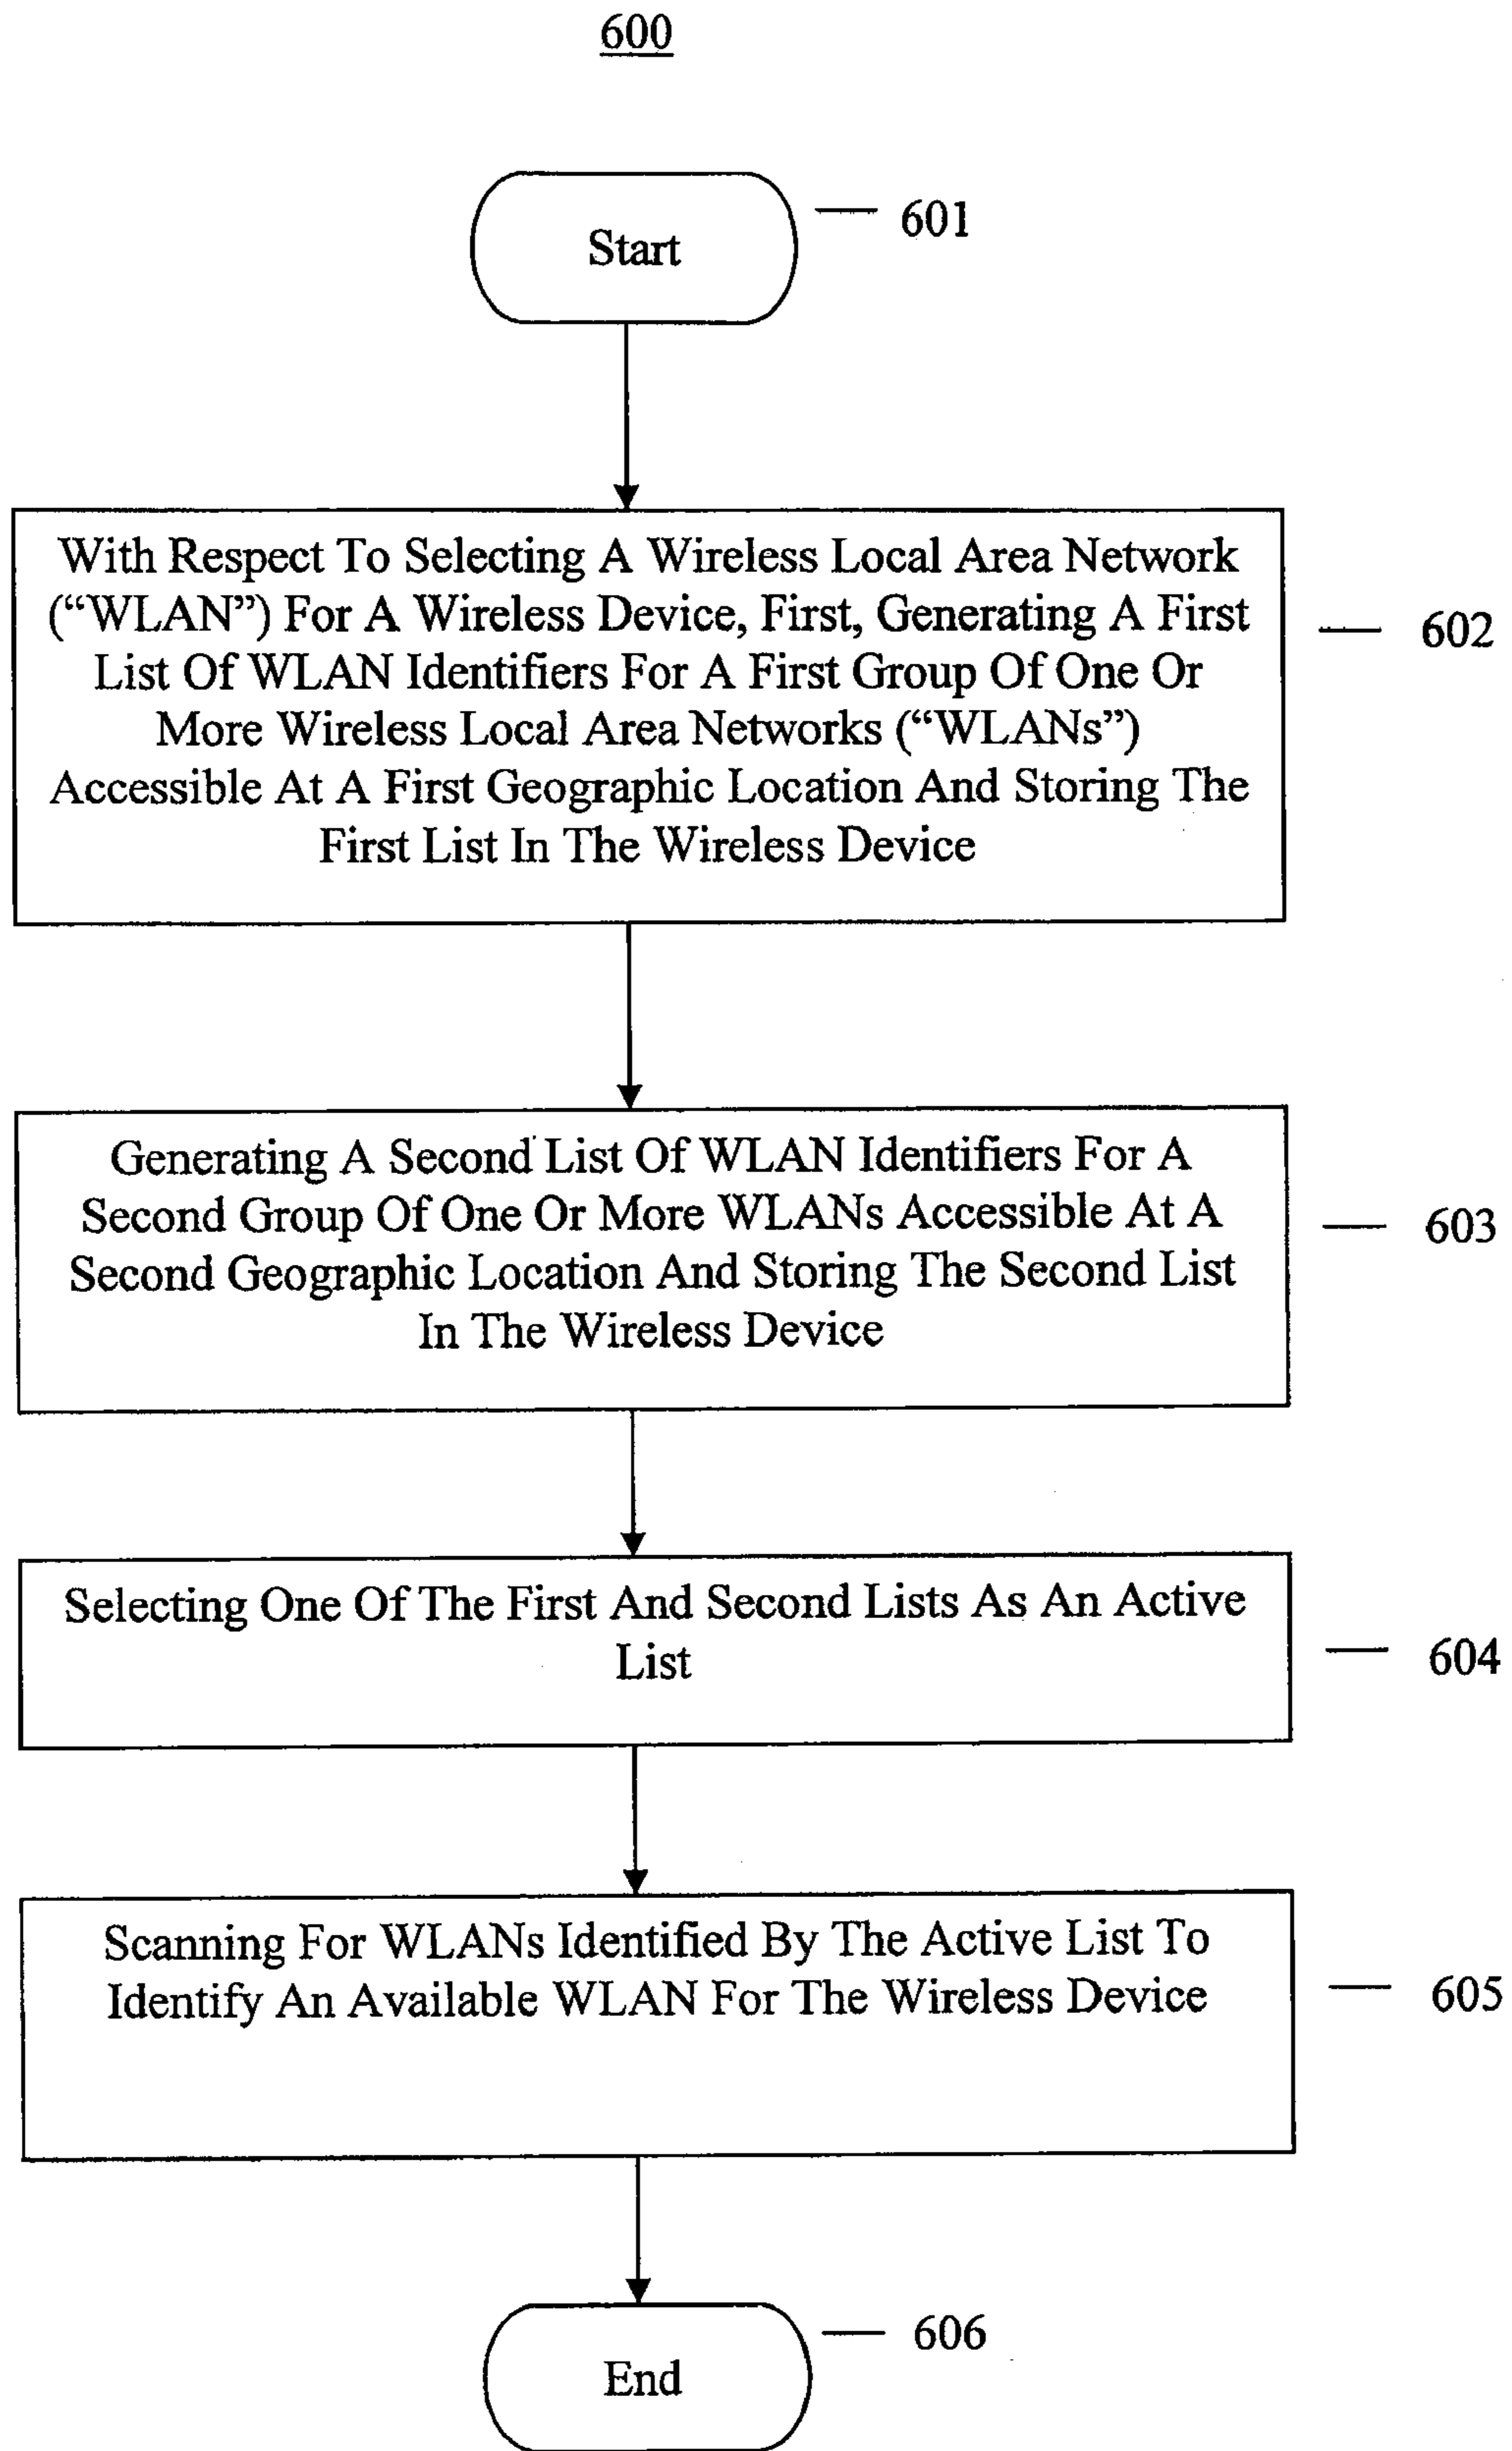 600
Start
601
With Respect To Selecting A Wireless Local Area Network
(“WLAN”) For A Wireless Device, First, Generating A First
List Of WLAN Identifiers For A First Group Of One Or
More Wireless Local Area Networks (“WLANs”)
Accessible At A First Geographic Location And Storing The
First List In The Wireless Device
602
Generating A Second List Of WLAN Identifiers For A
Second Group Of One Or More WLANs Accessible At A
Second Geographic Location And Storing The Second List
In The Wireless Device
603
Selecting One Of The First And Second Lists As An Active
List
604
Scanning For WLANs Identified By The Active List To
Identify An Available WLAN For The Wireless Device
605
606
End